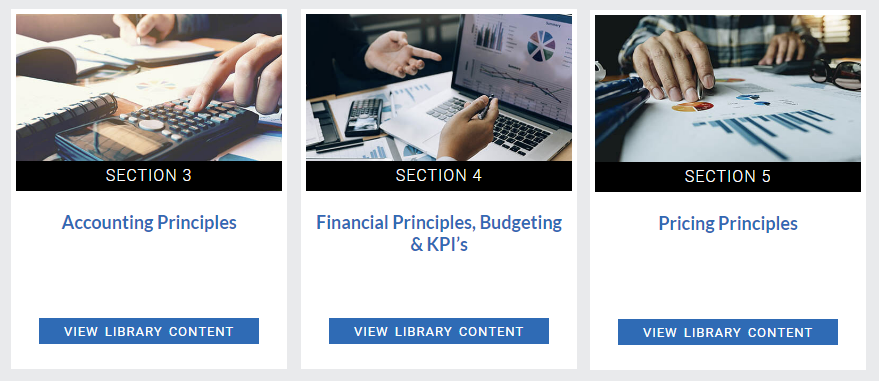 SECTION 3
Accounting Principles
VIEW LIBRARY CONTENT
SECTION 4
Financial Principles, Budgeting
& KPI's
VIEW LIBRARY CONTENT
SECTION 5
Pricing Principles
VIEW LIBRARY CONTENT